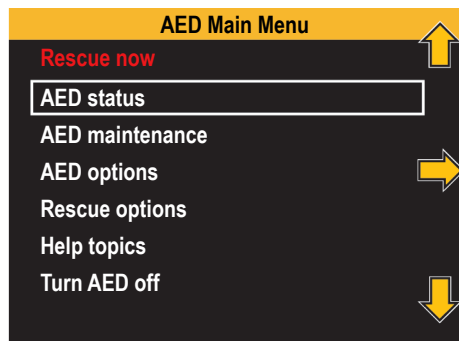 AED Main Menu
Rescue now
AED status
AED maintenance
AED options
Rescue options
Help topics
Turn AED off